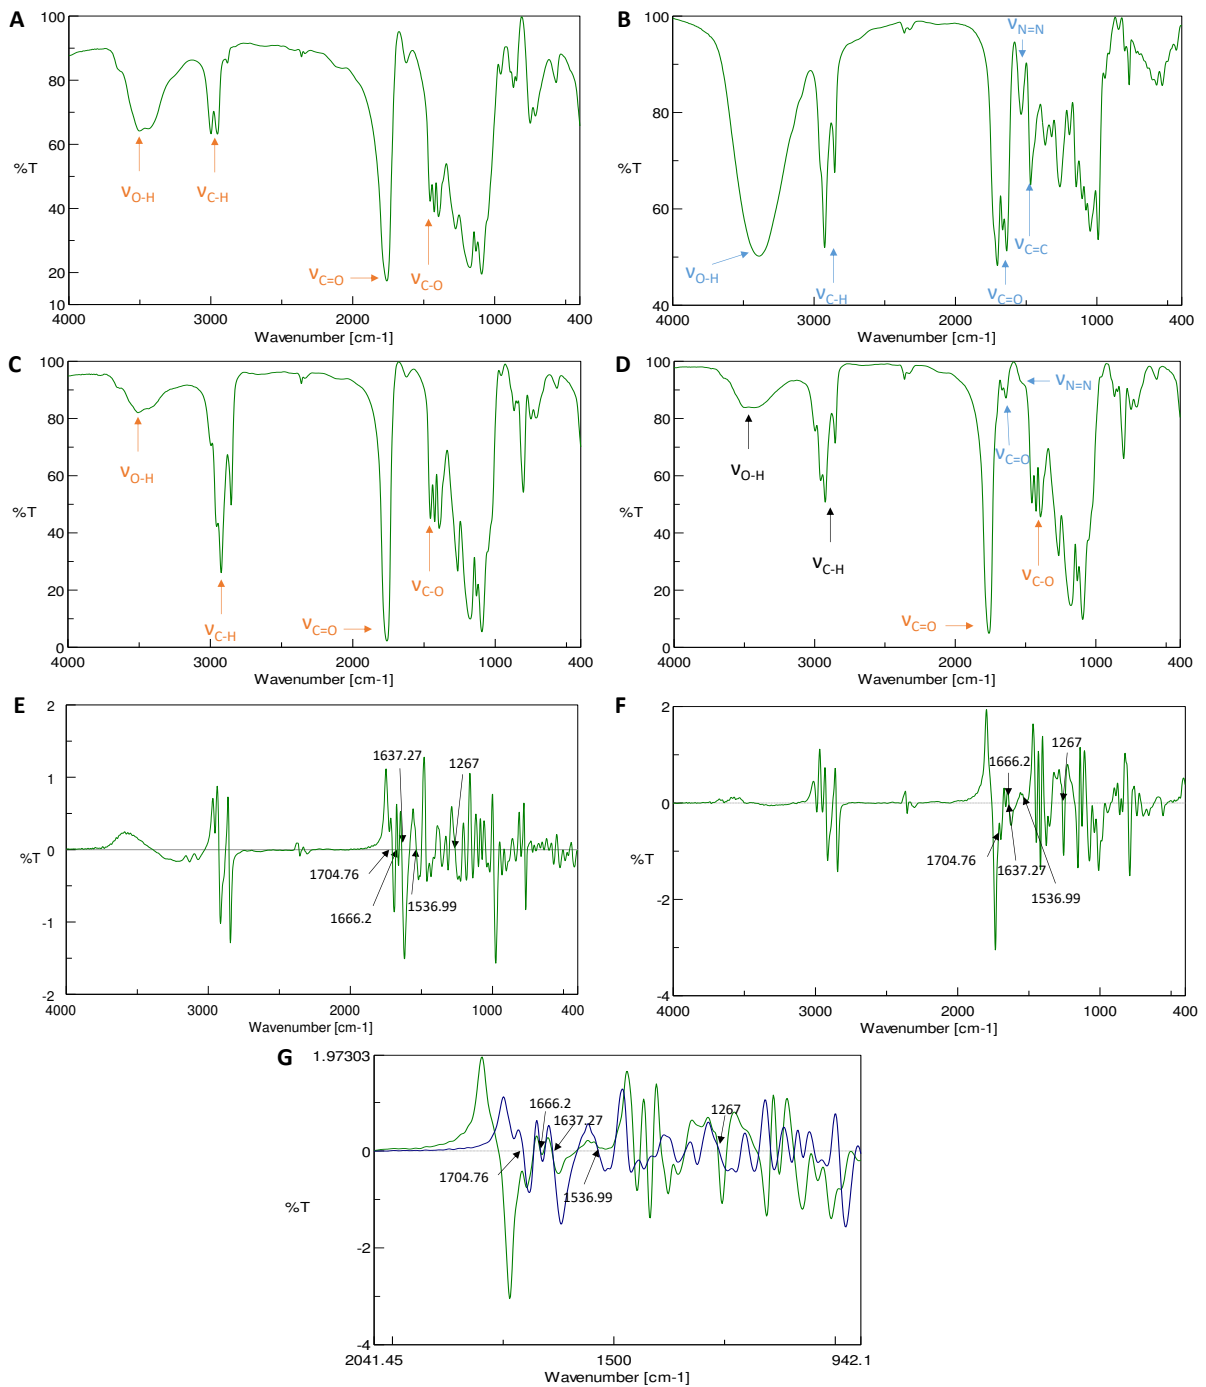 A
100
80
60
%T
40
20
10
4000 3000 2000 1000 400
Wavenumber [cm-1]
νO-H
νC-H
νC=O
νC-O
B
100
80
%T
60
40
4000 3000 2000 1000 400
Wavenumber [cm-1]
νN=N
νO-H
νC-H
νC=C
νC=O
C
100
80
60
%T
40
20
0
4000 3000 2000 1000 400
Wavenumber [cm-1]
νO-H
νC-H
νC=O
νC-O
D
100
80
60
%T
40
20
0
4000 3000 2000 1000 400
Wavenumber [cm-1]
νN=N
νC=O
νO-H
νC-H
νC-O
νC=O
E
2
1
0
%T
-1
-2
4000 3000 2000 1000 400
Wavenumber [cm-1]
1637.27
1267
1704.76
1666.2
1536.99
F
2
0
%T
-2
-4
4000 3000 2000 1000 400
Wavenumber [cm-1]
1666.2
1267
1704.76
1637.27
1536.99
G
1.97303
0
%T
-2
-4
2041.45 1500 942.1
Wavenumber [cm-1]
1666.2
1637.27
1267
1704.76
1536.99